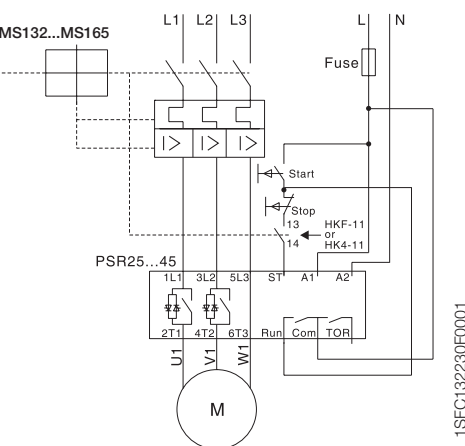 L1 L2 L3 L N
MS132...MS165
Fuse
I> I> I>
Start
Stop
13 HKF-11
or
14 HK4-11
PSR25...45
1L1 3L2 5L3 ST A1 A2
2T1 4T2 6T3 Run Com TOR
U1 V1 W1
M
1SFC132230F0001